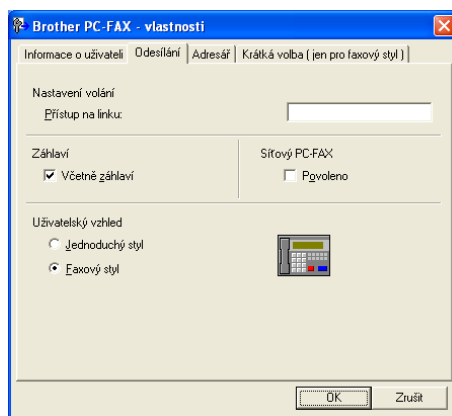 Brother PC-FAX - vlastnosti
Informace o uživateli Odesílání Adresář Krátká volba ( jen pro faxový styl )
Nastavení volání
Přístup na linku:
Záhlaví Síťový PC-FAX
Včetně záhlaví Povoleno
Uživatelský vzhled
Jednoduchý styl
Faxový styl
OK Zrušit